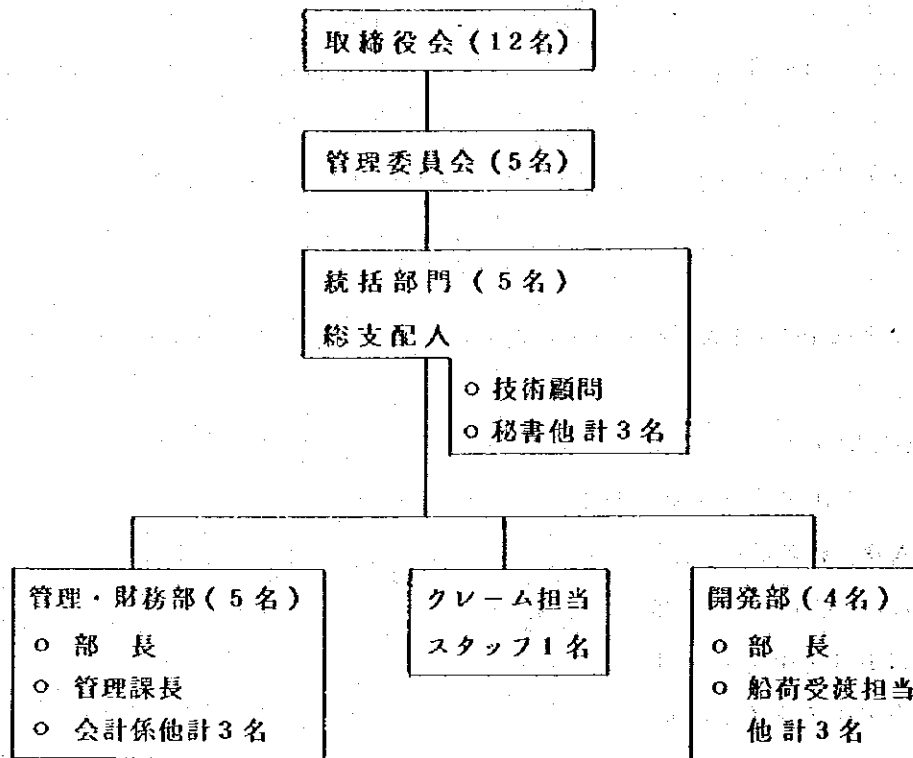 取締役会(12名)
管理委員会(5名)
統括部門(5名)
総支配人
○ 技術顧問
○ 秘書他計3名
管理・財務部(5名)
○ 部 長
○ 管理課長
○ 会計係他計3名
クレーム担当
スタッフ1名
開発部(4名)
○ 部 長
○ 船荷受渡担当
他計3名